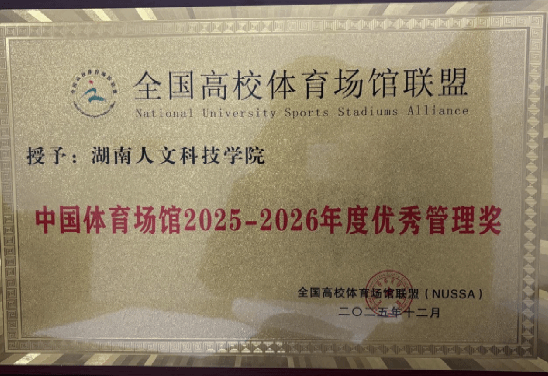 全国高校体育场馆联盟
National University Sports Stadiums Alliance
授予：湖南人文科技学院
中国体育场馆2025-2026年度优秀管理奖
全国高校体育场馆联盟（NUSSA）
二〇二五年十二月